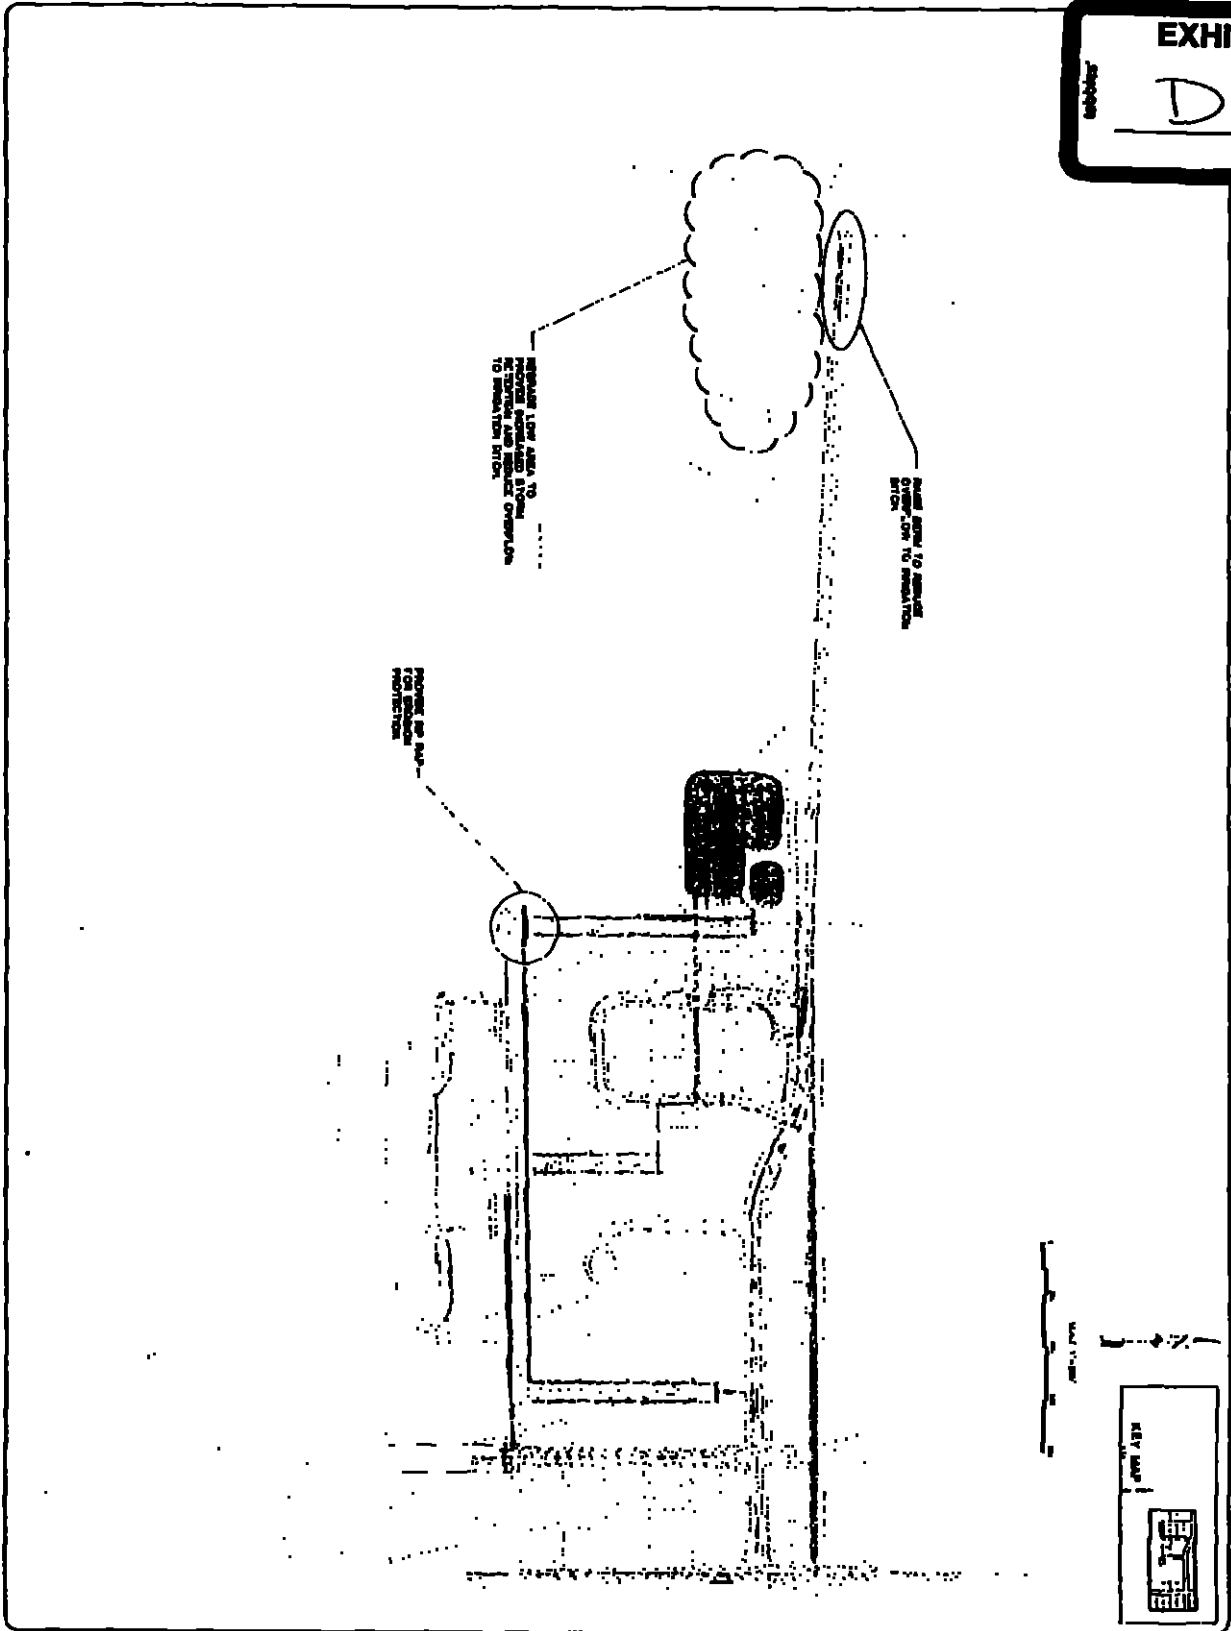 EXHI
D
RAISE BERM TO REDUCE
OVERFLOW TO IRRIGATION
DITCH.
REGRADE LOW AREA TO
PROVIDE INCREASED STORM
RETENTION AND REDUCE OVERFLOW
TO IRRIGATION DITCH.
PROVIDE RIP RAP
FOR EROSION
PROTECTION
KEY MAP